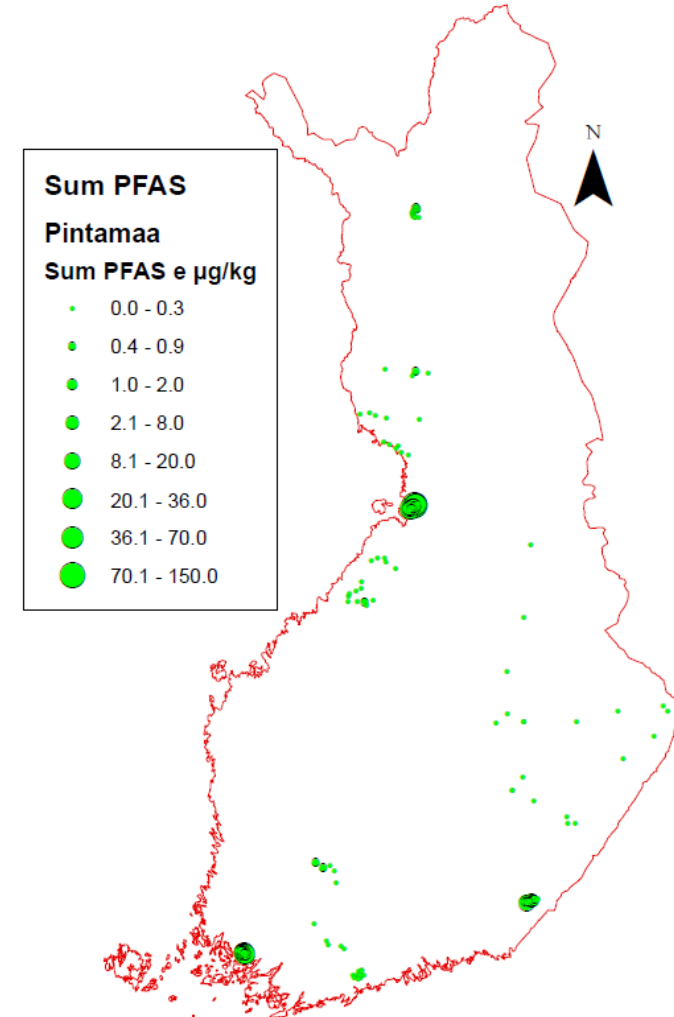 N
Sum PFAS
Pintamaa
Sum PFAS e µg/kg
0.0 - 0.3
0.4 - 0.9
1.0 - 2.0
2.1 - 8.0
8.1 - 20.0
20.1 - 36.0
36.1 - 70.0
70.1 - 150.0